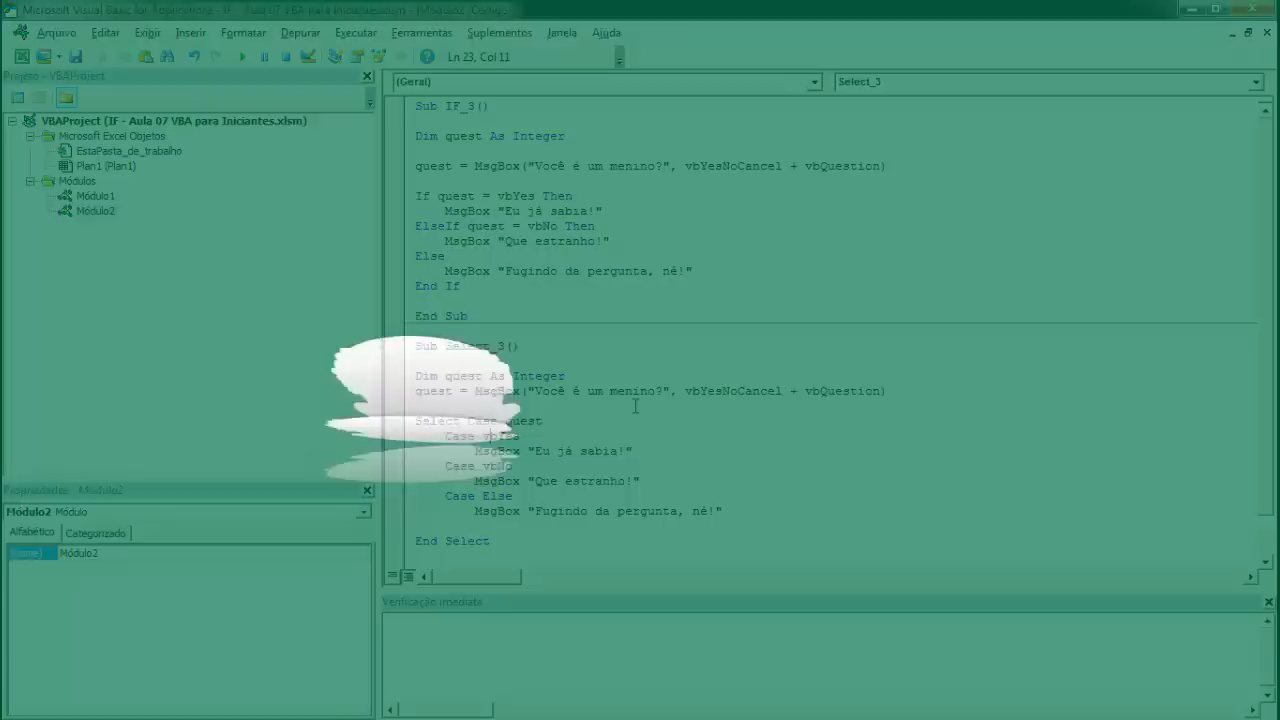 Microsoft Visual Basic for Applications - IF - Aula 07 VBA para Iniciantes.xlsm - [Módulo2 (Código)]
Arquivo Editar Exibir Inserir Formatar Depurar Executar Ferramentas Suplementos Janela Ajuda
Ln 23, Col 11
Projeto - VBAProject
(Geral) Select_3
VBAProject (IF - Aula 07 VBA para Iniciantes.xlsm)
Microsoft Excel Objetos
EstaPasta_de_trabalho
Plan1 (Plan1)
Módulos
Módulo1
Módulo2
Sub IF_3()
Dim quest As Integer
quest = MsgBox("Você é um menino?", vbYesNoCancel + vbQuestion)
If quest = vbYes Then
MsgBox "Eu já sabia!"
ElseIf quest = vbNo Then
MsgBox "Que estranho!"
Else
MsgBox "Fugindo da pergunta, né!"
End If
End Sub
Sub Select_3()
Dim quest As Integer
quest = MsgBox("Você é um menino?", vbYesNoCancel + vbQuestion)
Select Case quest
Case vbYes
MsgBox "Eu já sabia!"
Case vbNo
MsgBox "Que estranho!"
Case Else
MsgBox "Fugindo da pergunta, né!"
End Select
Propriedades - Módulo2
Módulo2 Módulo
Alfabético Categorizado
(Name) Módulo2
Verificação imediata